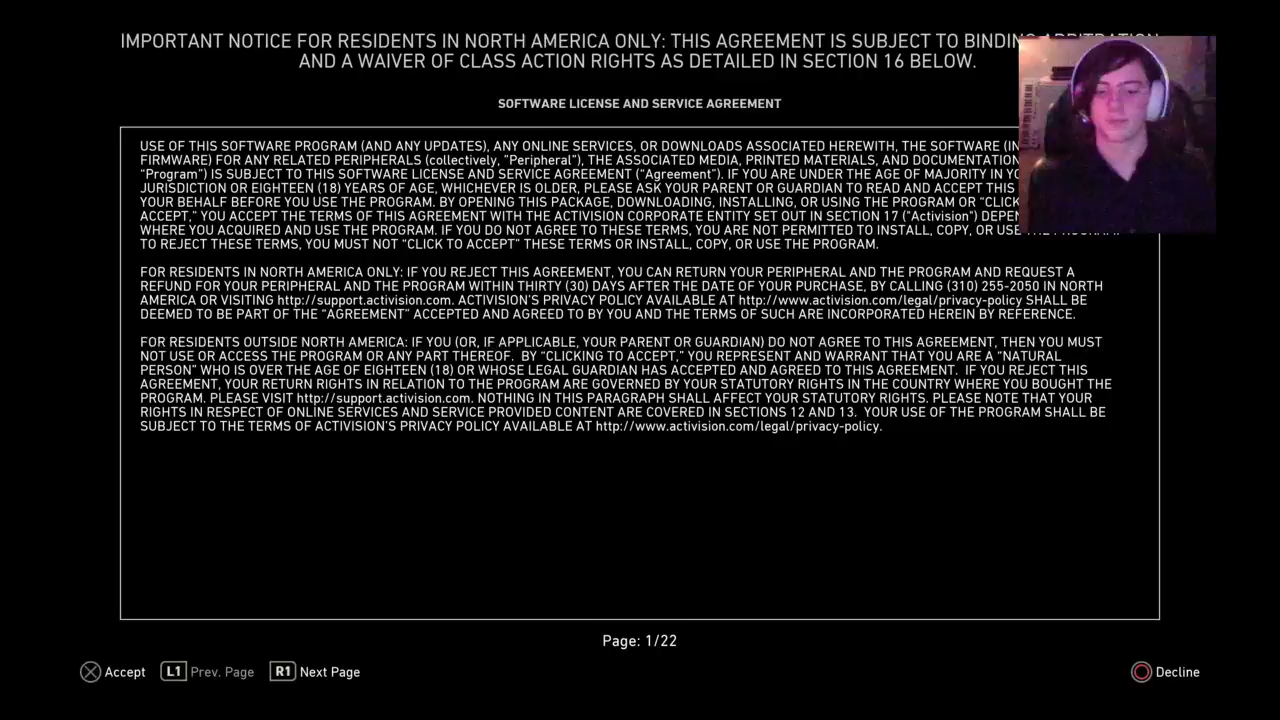 IMPORTANT NOTICE FOR RESIDENTS IN NORTH AMERICA ONLY: THIS AGREEMENT IS SUBJECT TO BINDING ARBITRATION
AND A WAIVER OF CLASS ACTION RIGHTS AS DETAILED IN SECTION 16 BELOW.
SOFTWARE LICENSE AND SERVICE AGREEMENT
USE OF THIS SOFTWARE PROGRAM (AND ANY UPDATES), ANY ONLINE SERVICES, OR DOWNLOADS ASSOCIATED HEREWITH, THE SOFTWARE
FIRMWARE) FOR ANY RELATED PERIPHERALS (collectively, "Peripheral"), THE ASSOCIATED MEDIA, PRINTED MATERIALS, AND DOCUMENTATION
"Program") IS SUBJECT TO THIS SOFTWARE LICENSE AND SERVICE AGREEMENT ("Agreement"). IF YOU ARE UNDER THE AGE OF MAJORITY IN
JURISDICTION OR EIGHTEEN (18) YEARS OF AGE, WHICHEVER IS OLDER, PLEASE ASK YOUR PARENT OR GUARDIAN TO READ AND ACCEPT THIS
YOUR BEHALF BEFORE YOU USE THE PROGRAM. BY OPENING THIS PACKAGE, DOWNLOADING, INSTALLING, OR USING THE PROGRAM OR "CLICK
ACCEPT," YOU ACCEPT THE TERMS OF THIS AGREEMENT WITH THE ACTIVISION CORPORATE ENTITY SET OUT IN SECTION 17 ("Activision")
WHERE YOU ACQUIRED AND USE THE PROGRAM. IF YOU DO NOT AGREE TO THESE TERMS, YOU ARE NOT PERMITTED TO INSTALL, COPY, OR USE THE PROGRAM.
TO REJECT THESE TERMS, YOU MUST NOT "CLICK TO ACCEPT" THESE TERMS OR INSTALL, COPY, OR USE THE PROGRAM.
FOR RESIDENTS IN NORTH AMERICA ONLY: IF YOU REJECT THIS AGREEMENT, YOU CAN RETURN YOUR PERIPHERAL AND THE PROGRAM AND REQUEST A
REFUND FOR YOUR PERIPHERAL AND THE PROGRAM WITHIN THIRTY (30) DAYS AFTER THE DATE OF YOUR PURCHASE, BY CALLING (310) 255-2050 IN NORTH
AMERICA OR VISITING http://support.activision.com. ACTIVISION'S PRIVACY POLICY AVAILABLE AT http://www.activision.com/legal/privacy-policy SHALL BE
DEEMED TO BE PART OF THE "AGREEMENT" ACCEPTED AND AGREED TO BY YOU AND THE TERMS OF SUCH ARE INCORPORATED HEREIN BY REFERENCE.
FOR RESIDENTS OUTSIDE NORTH AMERICA: IF YOU (OR, IF APPLICABLE, YOUR PARENT OR GUARDIAN) DO NOT AGREE TO THIS AGREEMENT, THEN YOU MUST
NOT USE OR ACCESS THE PROGRAM OR ANY PART THEREOF. BY "CLICKING TO ACCEPT," YOU REPRESENT AND WARRANT THAT YOU ARE A "NATURAL
PERSON" WHO IS OVER THE AGE OF EIGHTEEN (18) OR WHOSE LEGAL GUARDIAN HAS ACCEPTED AND AGREED TO THIS AGREEMENT. IF YOU REJECT THIS
AGREEMENT, YOUR RETURN RIGHTS IN RELATION TO THE PROGRAM ARE GOVERNED BY YOUR STATUTORY RIGHTS IN THE COUNTRY WHERE YOU BOUGHT THE
PROGRAM. PLEASE VISIT http://support.activision.com. NOTHING IN THIS PARAGRAPH SHALL AFFECT YOUR STATUTORY RIGHTS. PLEASE NOTE THAT YOUR
RIGHTS IN RESPECT OF ONLINE SERVICES AND SERVICE PROVIDED CONTENT ARE COVERED IN SECTIONS 12 AND 13. YOUR USE OF THE PROGRAM SHALL BE
SUBJECT TO THE TERMS OF ACTIVISION'S PRIVACY POLICY AVAILABLE AT http://www.activision.com/legal/privacy-policy.
Page: 1/22
Accept L1 Prev. Page R1 Next Page Decline